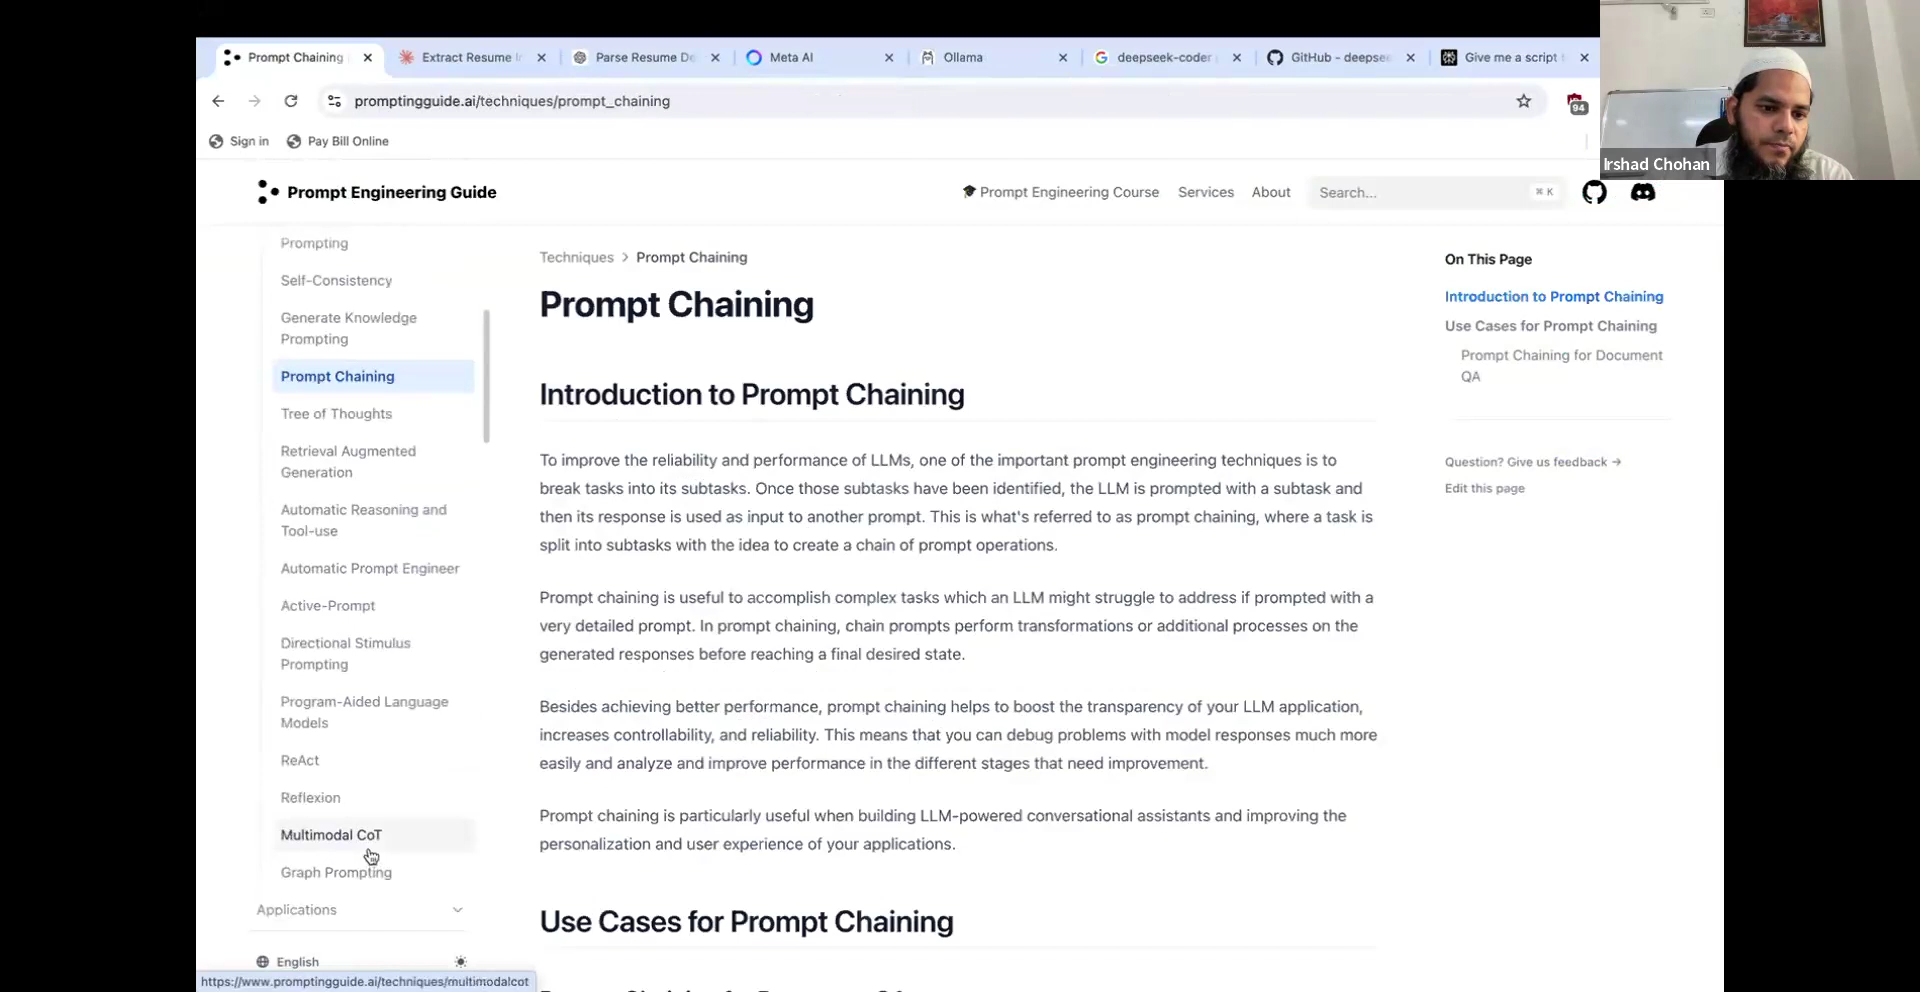 Prompt Chaining
Extract Resume I
Parse Resume De
Meta AI
Ollama
deepseek-coder
GitHub - deepsee
Give me a script
promptingguide.ai/techniques/prompt_chaining
94
Sign in
Pay Bill Online
Irshad Chohan
Prompt Engineering Guide
Prompt Engineering Course
Services
About
Search...
⌘ K
Prompting
Self-Consistency
Generate Knowledge
Prompting
Prompt Chaining
Tree of Thoughts
Retrieval Augmented
Generation
Automatic Reasoning and
Tool-use
Automatic Prompt Engineer
Active-Prompt
Directional Stimulus
Prompting
Program-Aided Language
Models
ReAct
Reflexion
Multimodal CoT
Graph Prompting
Applications
English
https://www.promptingguide.ai/techniques/multimodalcot
Techniques > Prompt Chaining
Prompt Chaining
Introduction to Prompt Chaining
To improve the reliability and performance of LLMs, one of the important prompt engineering techniques is to
break tasks into its subtasks. Once those subtasks have been identified, the LLM is prompted with a subtask and
then its response is used as input to another prompt. This is what's referred to as prompt chaining, where a task is
split into subtasks with the idea to create a chain of prompt operations.
Prompt chaining is useful to accomplish complex tasks which an LLM might struggle to address if prompted with a
very detailed prompt. In prompt chaining, chain prompts perform transformations or additional processes on the
generated responses before reaching a final desired state.
Besides achieving better performance, prompt chaining helps to boost the transparency of your LLM application,
increases controllability, and reliability. This means that you can debug problems with model responses much more
easily and analyze and improve performance in the different stages that need improvement.
Prompt chaining is particularly useful when building LLM-powered conversational assistants and improving the
personalization and user experience of your applications.
Use Cases for Prompt Chaining
On This Page
Introduction to Prompt Chaining
Use Cases for Prompt Chaining
Prompt Chaining for Document
QA
Question? Give us feedback →
Edit this page